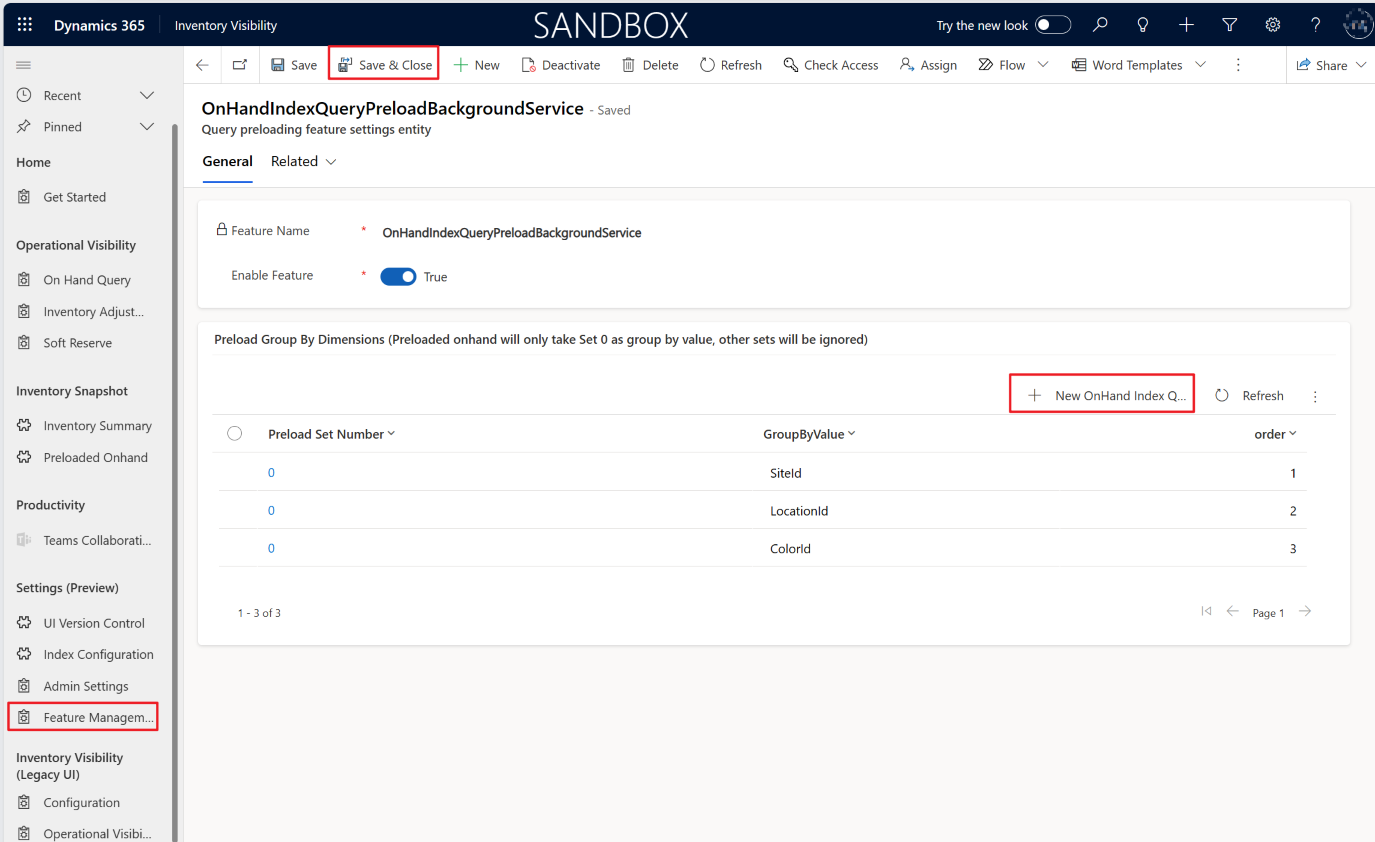 Dynamics 365 Inventory Visibility SANDBOX Try the new look
Save Save & Close New Deactivate Delete Refresh Check Access Assign Flow Word Templates Share
Recent
Pinned
Home
Get Started
Operational Visibility
On Hand Query
Inventory Adjust...
Soft Reserve
Inventory Snapshot
Inventory Summary
Preloaded Onhand
Productivity
Teams Collaborati...
Settings (Preview)
UI Version Control
Index Configuration
Admin Settings
Feature Managem...
Inventory Visibility
(Legacy UI)
Configuration
Operational Visibi...
OnHandIndexQueryPreloadBackgroundService - Saved
Query preloading feature settings entity
General Related
Feature Name * OnHandIndexQueryPreloadBackgroundService
Enable Feature * True
Preload Group By Dimensions (Preloaded onhand will only take Set 0 as group by value, other sets will be ignored)
New OnHand Index Q... Refresh
Preload Set Number GroupByValue order
0 SiteId 1
0 LocationId 2
0 ColorId 3
1 - 3 of 3 Page 1